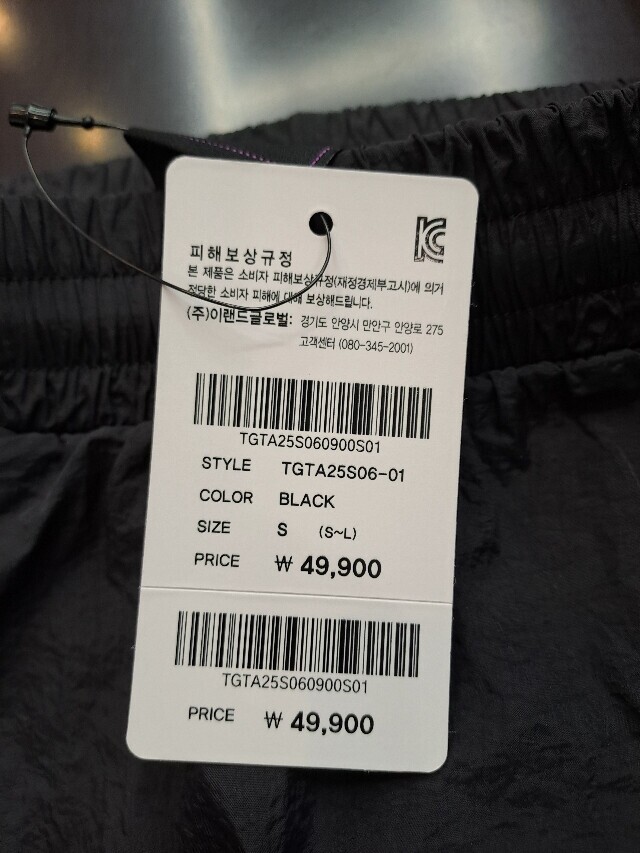 KC
피해보상규정
본 제품은 소비자 피해보상규정(재정경제부고시)에 의거
정당한 소비자 피해에 대해 보상해드립니다.
(주)이랜드글로벌: 경기도 안양시 만안구 안양로 275
고객센터 (080-345-2001)
TGTA25S060900S01
STYLE TGTA25S06-01
COLOR BLACK
SIZE S (S~L)
PRICE ₩ 49,900
TGTA25S060900S01
PRICE ₩ 49,900